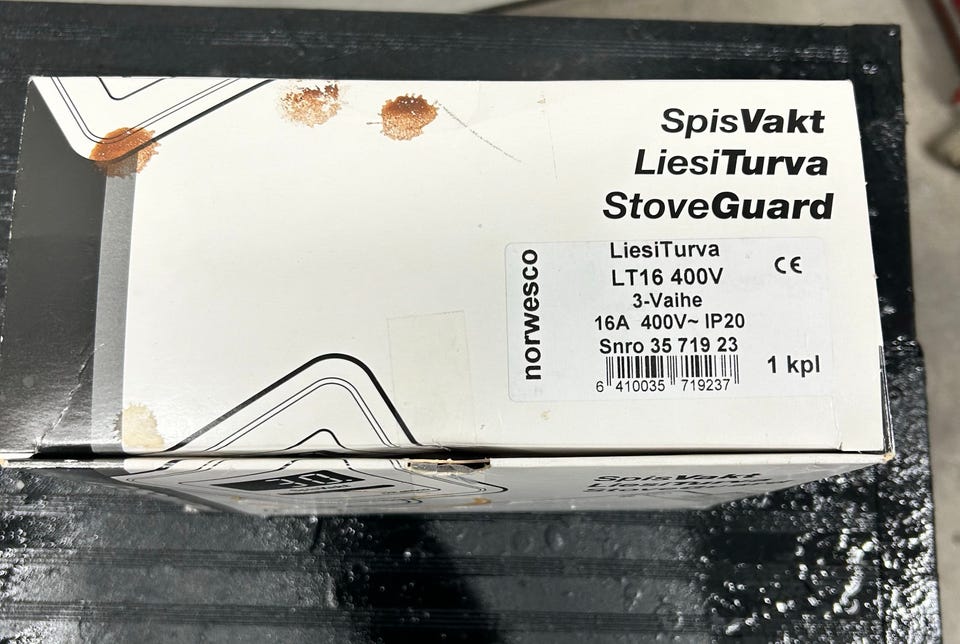 SpisVakt
LiesiTurva
StoveGuard
norwesco
LiesiTurva
LT16 400V
3-Vaihe
16A 400V~ IP20
Snro 35 719 23
6 410035 719237
1 kpl
CE
SpisVakt